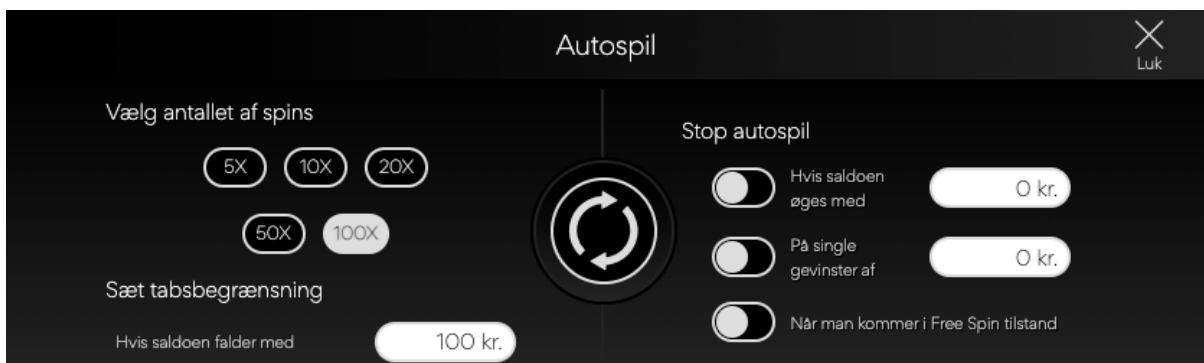 Autospil
Luk
Vælg antallet af spins
5X 10X 20X
50X 100X
Sæt tabsbegrænsning
Hvis saldoen falder med 100 kr.
Stop autospil
Hvis saldoen
øges med 0 kr.
På single
gevinster af 0 kr.
Når man kommer i Free Spin tilstand